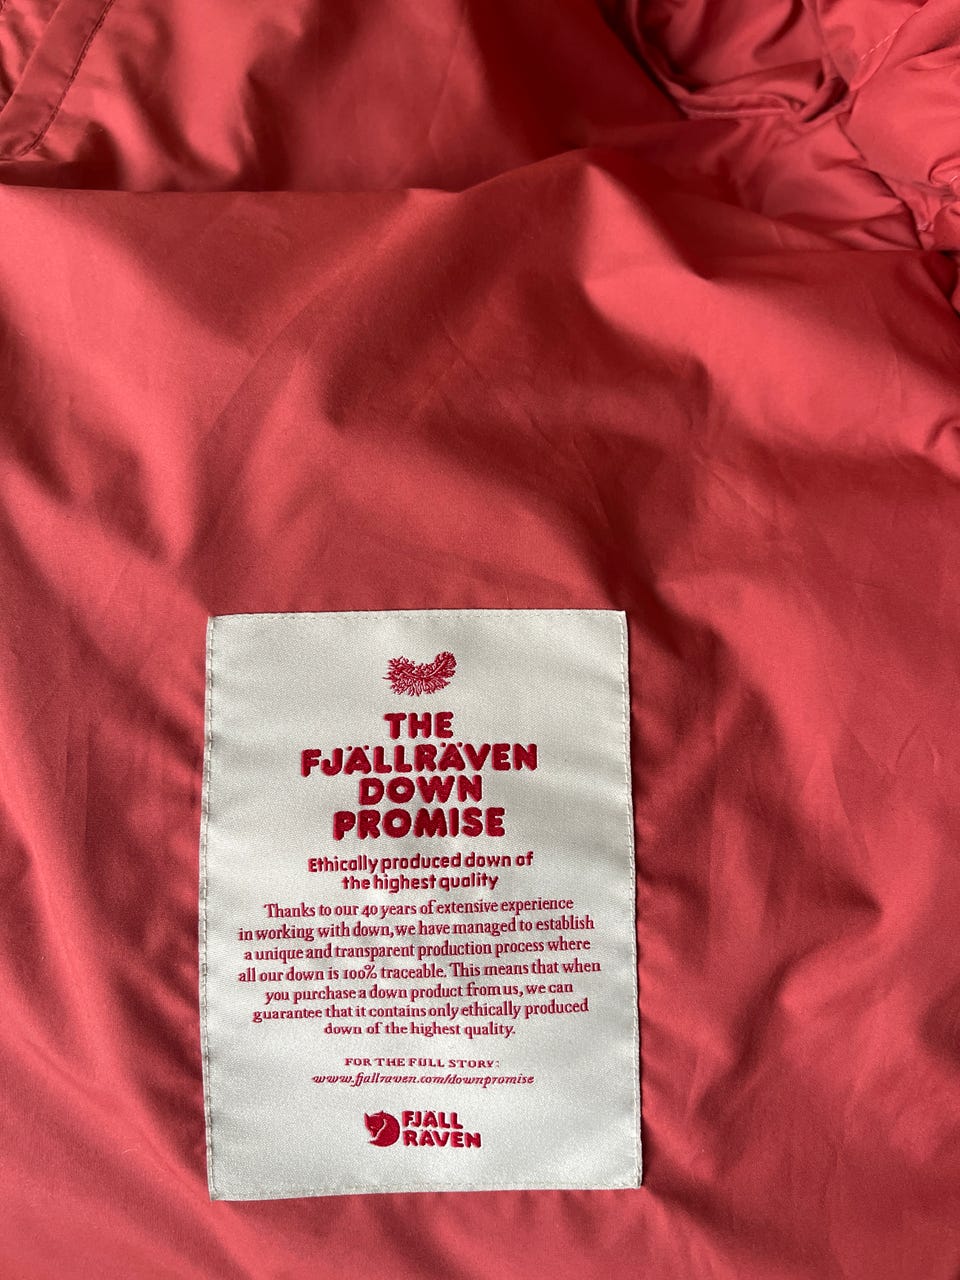 THE
FJÄLLRÄVEN
DOWN
PROMISE
Ethically produced down of
the highest quality
Thanks to our 40 years of extensive experience
in working with down, we have managed to establish
a unique and transparent production process where
all our down is 100% traceable. This means that when
you purchase a down product from us, we can
guarantee that it contains only ethically produced
down of the highest quality.
FOR THE FULL STORY:
www.fjallraven.com/downpromise
FJÄLL
RÄVEN